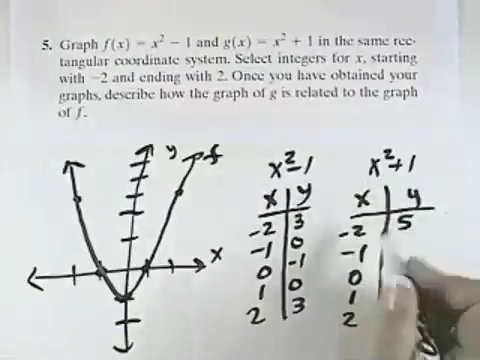 5. Graph f(x) = x² − 1 and g(x) = x² + 1 in the same rec-
tangular coordinate system. Select integers for x, starting
with −2 and ending with 2. Once you have obtained your
graphs, describe how the graph of g is related to the graph
of f.
y f
x
x²-1
x y
-2 3
-1 0
0 -1
1 0
2 3
x²+1
x y
-2 5
-1
0
1
2